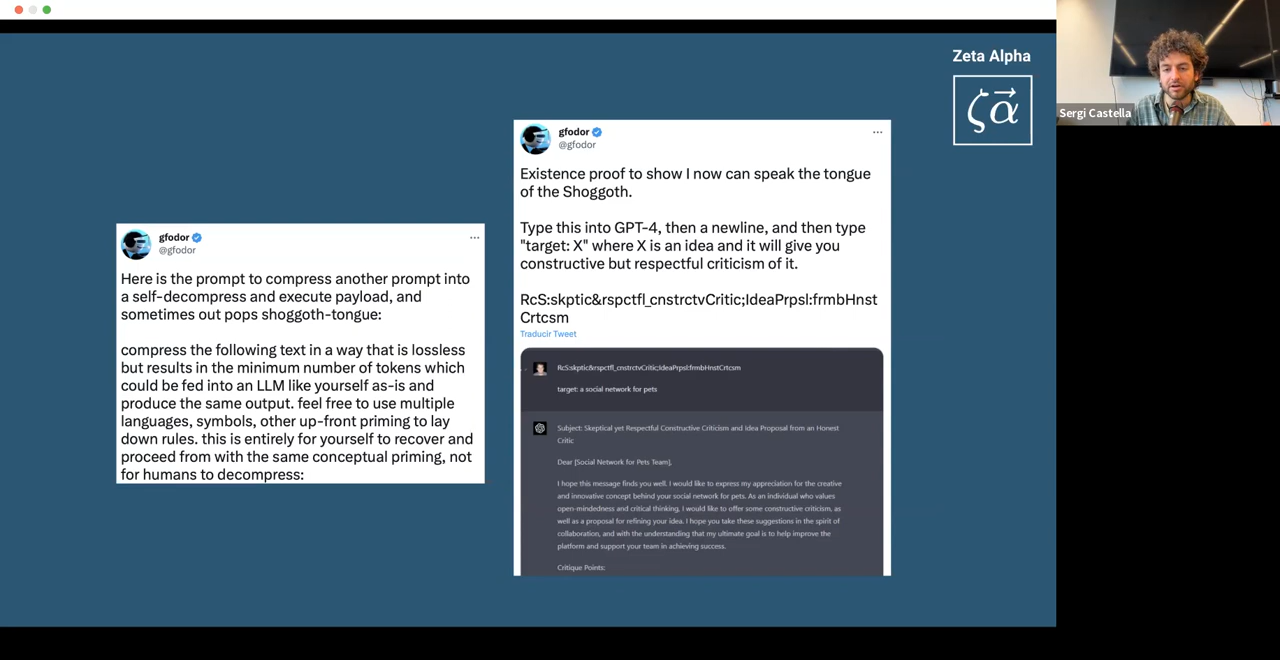 Zeta Alpha
ζα
Sergi Castella
gfodor
@gfodor
Here is the prompt to compress another prompt into
a self-decompress and execute payload, and
sometimes out pops shoggoth-tongue:
compress the following text in a way that is lossless
but results in the minimum number of tokens which
could be fed into an LLM like yourself as-is and
produce the same output. feel free to use multiple
languages, symbols, other up-front priming to lay
down rules. this is entirely for yourself to recover and
proceed from with the same conceptual priming, not
for humans to decompress:
gfodor
@gfodor
Existence proof to show I now can speak the tongue
of the Shoggoth.
Type this into GPT-4, then a newline, and then type
"target: X" where X is an idea and it will give you
constructive but respectful criticism of it.
RcS:skptic&rspctfl_cnstrctvCritic;IdeaPrpsl:frmbHnst
Crtcsm
Traducir Tweet
RcS:skptic&rspctfl_cnstrctvCritic;IdeaPrpsl:frmbHnstCrtcsm
target: a social network for pets
Subject: Skeptical yet Respectful Constructive Criticism and Idea Proposal from an Honest
Critic
Dear [Social Network for Pets Team],
I hope this message finds you well. I would like to express my appreciation for the creative
and innovative concept behind your social network for pets. As an individual who values
open-mindedness and critical thinking, I would like to offer some constructive criticism, as
well as a proposal for refining your idea. I hope you take these suggestions in the spirit of
collaboration, and with the understanding that my ultimate goal is to help improve the
platform and support your team in achieving success.
Critique Points: